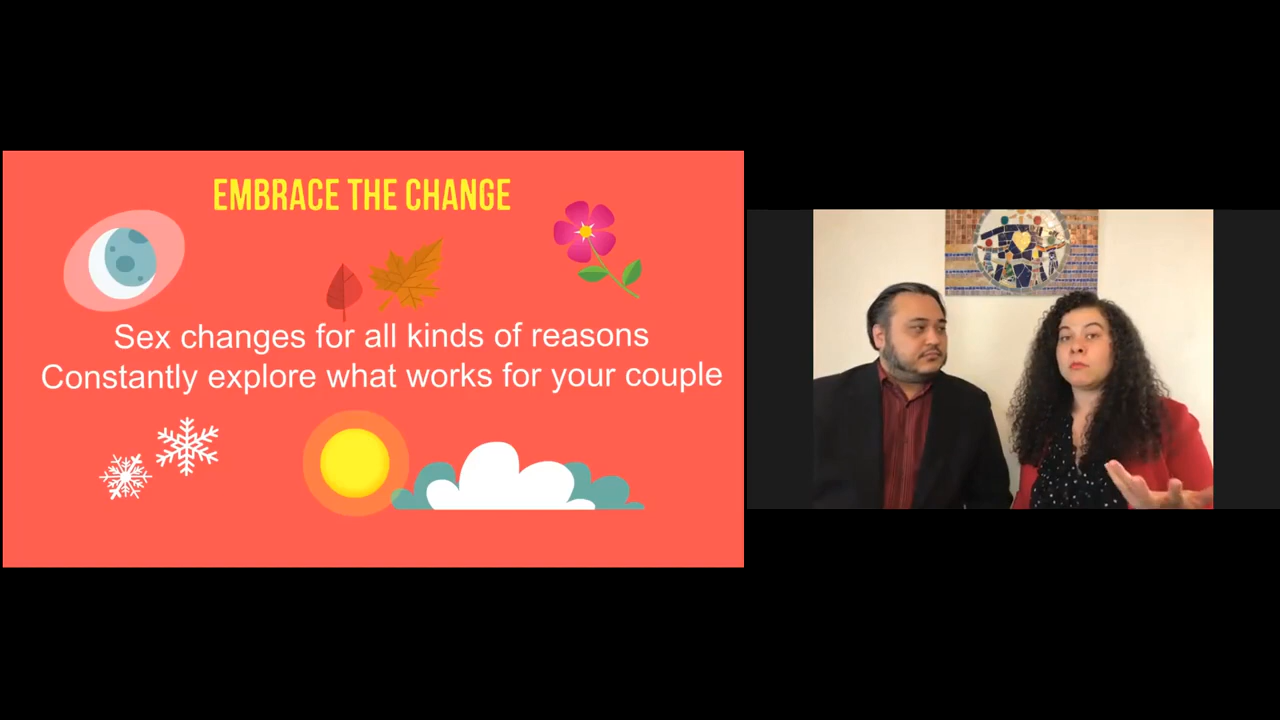 EMBRACE THE CHANGE
Sex changes for all kinds of reasons
Constantly explore what works for your couple